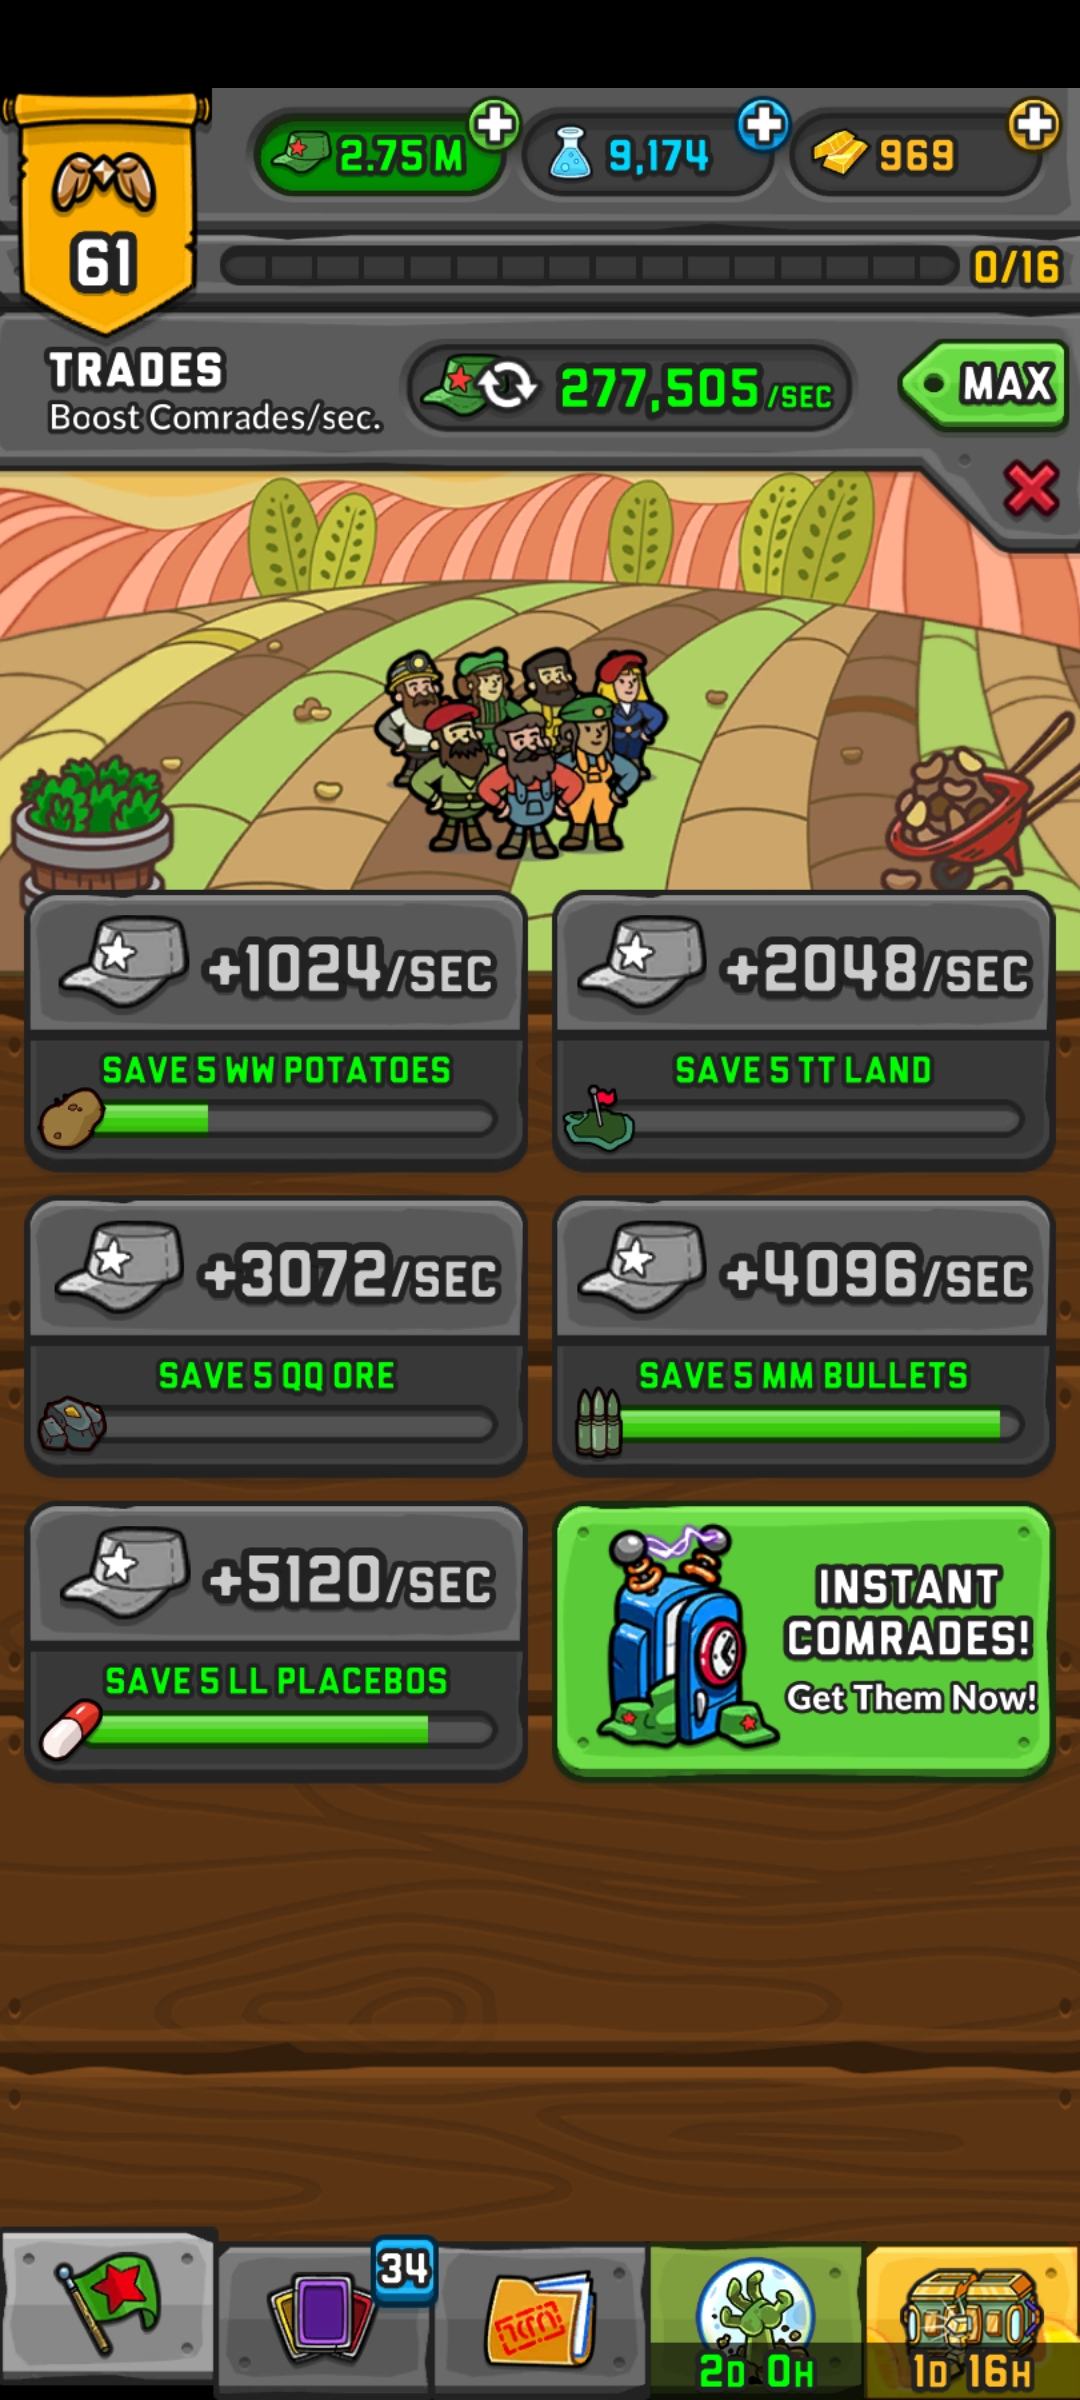 2.75 M
9,174
969
61
0/16
TRADES
Boost Comrades/sec.
277,505/SEC
MAX
+1024/SEC
+2048/SEC
SAVE 5 WW POTATOES
SAVE 5 TT LAND
+3072/SEC
+4096/SEC
SAVE 5 QQ ORE
SAVE 5 MM BULLETS
+5120/SEC
SAVE 5 LL PLACEBOS
INSTANT
COMRADES!
Get Them Now!
34
2D 0H
1D 16H